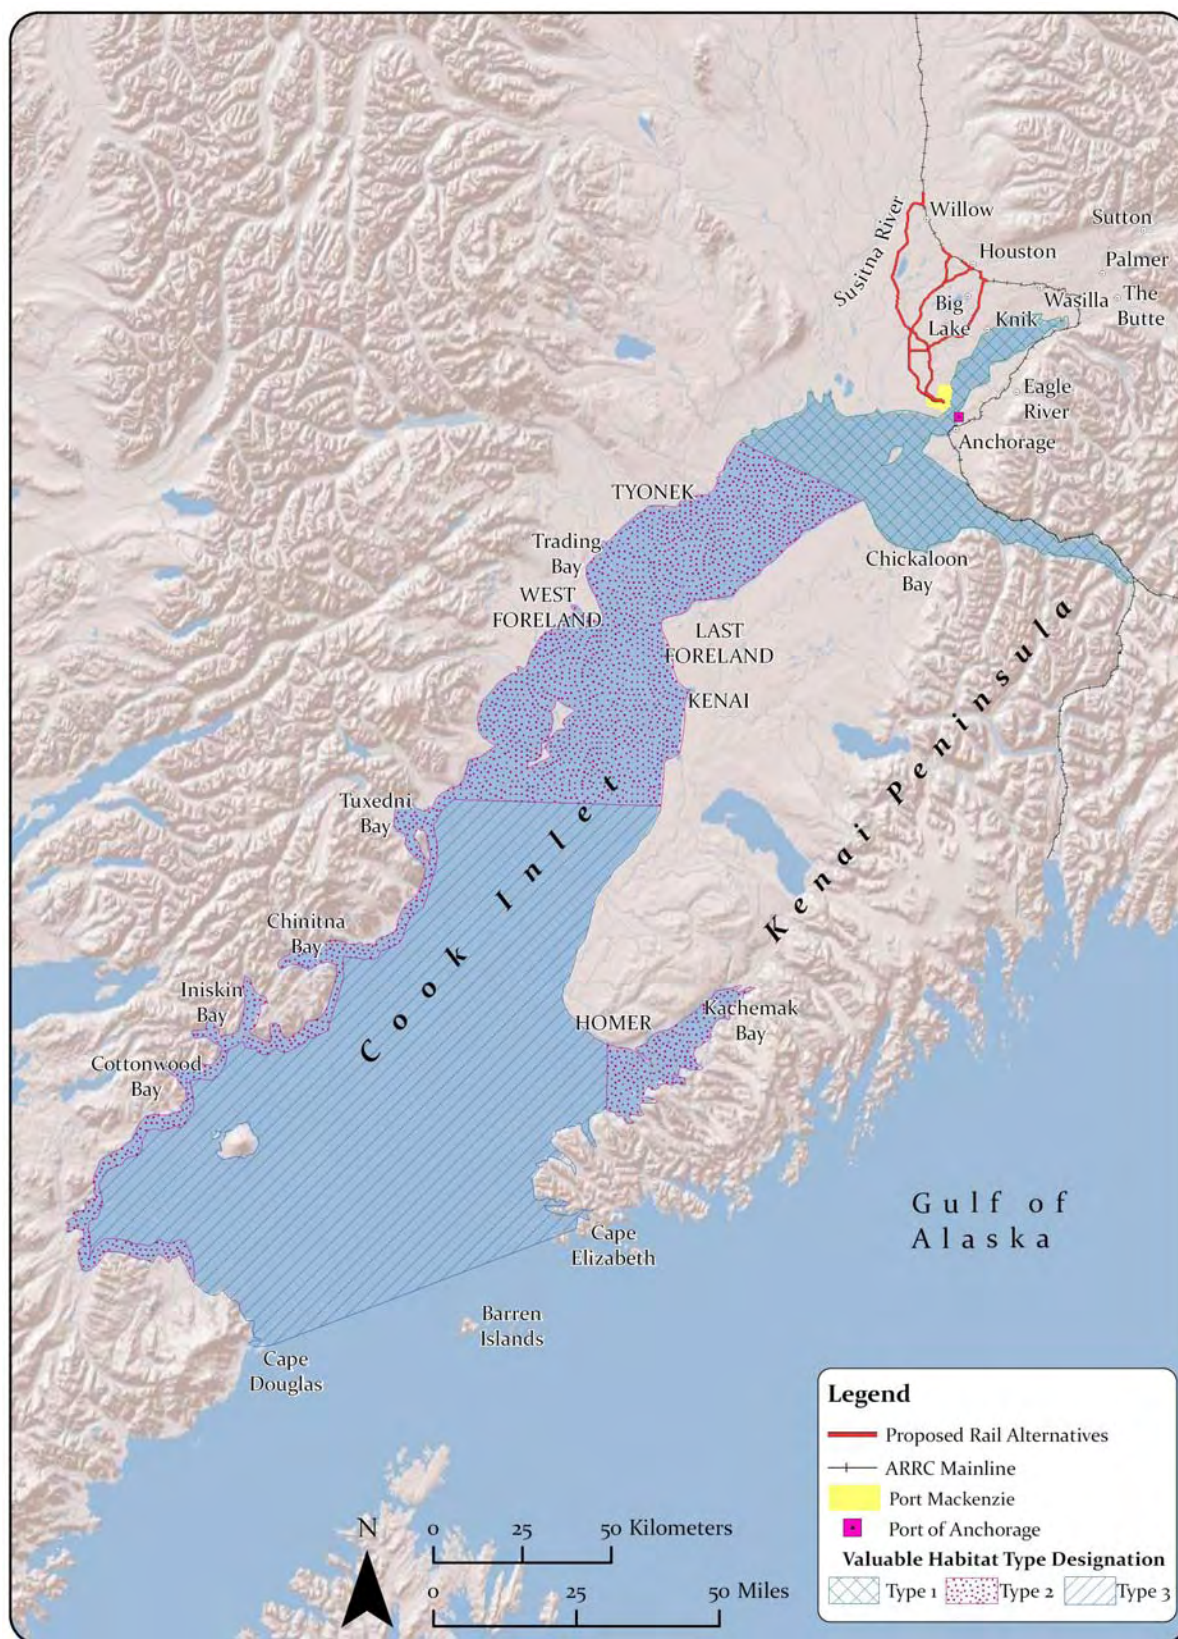 Susitna River
Willow
Sutton
Houston
Palmer
Big
Lake
Wasilla
The
Butte
Knik
Eagle
River
Anchorage
TYONEK
Trading
Bay
Chickaloon
Bay
WEST
FORELAND
LAST
FORELAND
KENAI
Kenai Peninsula
Tuxedni
Bay
Cook Inlet
Chinitna
Bay
Iniskin
Bay
HOMER
Kachemak
Bay
Cottonwood
Bay
Gulf of
Alaska
Cape
Elizabeth
Barren
Islands
Cape
Douglas
N
0 25 50 Kilometers
0 25 50 Miles
Legend
Proposed Rail Alternatives
ARRC Mainline
Port Mackenzie
Port of Anchorage
Valuable Habitat Type Designation
Type 1 Type 2 Type 3